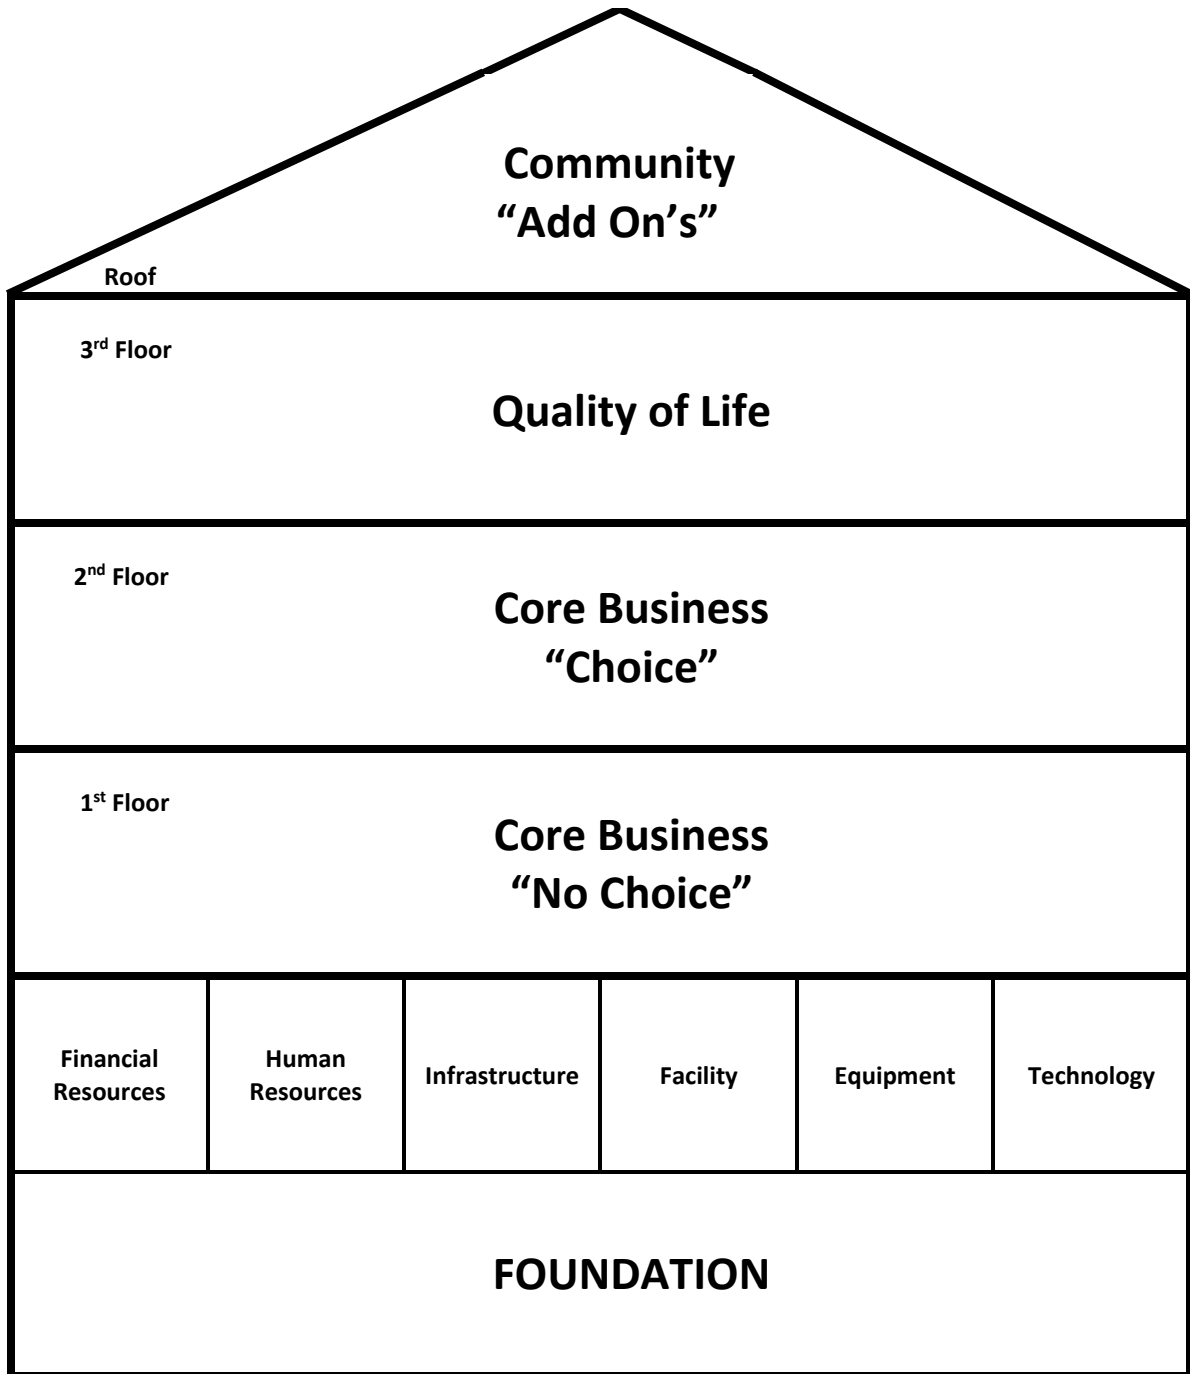 Community
“Add On’s”
Roof
3rd Floor
Quality of Life
2nd Floor
Core Business
“Choice”
1st Floor
Core Business
“No Choice”
Financial
Resources
Human
Resources
Infrastructure
Facility
Equipment
Technology
FOUNDATION